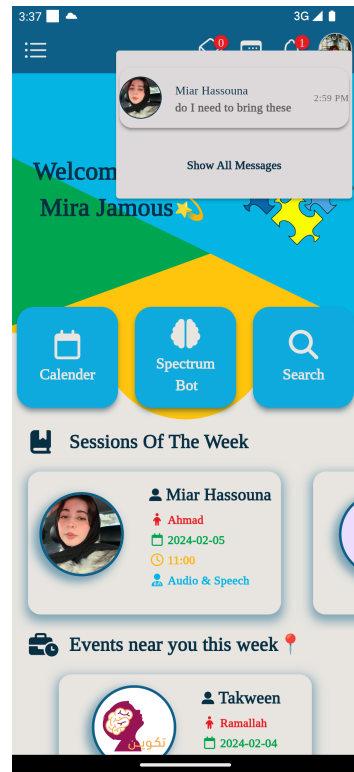 3:37
3G
0
1
Miar Hassouna
2:59 PM
do I need to bring these
Show All Messages
Welcom
Mira Jamous
Calender
Spectrum
Bot
Search
Sessions Of The Week
Miar Hassouna
Ahmad
2024-02-05
11:00
Audio & Speech
Events near you this week
Takween
Ramallah
2024-02-04
تكوين